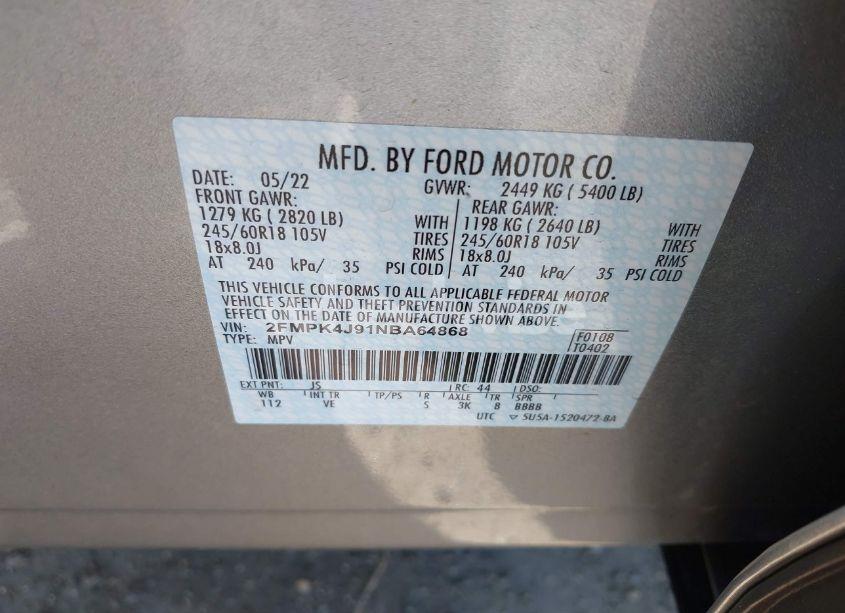 MFD. BY FORD MOTOR CO.
DATE: 05/22 GVWR: 2449 KG ( 5400 LB)
FRONT GAWR: REAR GAWR:
1279 KG ( 2820 LB) WITH 1198 KG ( 2640 LB) WITH
245/60R18 105V TIRES 245/60R18 105V TIRES
18x8.0J RIMS 18x8.0J RIMS
AT 240 kPa/ 35 PSI COLD AT 240 kPa/ 35 PSI COLD
THIS VEHICLE CONFORMS TO ALL APPLICABLE FEDERAL MOTOR
VEHICLE SAFETY AND THEFT PREVENTION STANDARDS IN
EFFECT ON THE DATE OF MANUFACTURE SHOWN ABOVE.
VIN: 2FMPK4J91NBA64868 F0108
TYPE: MPV T0402
EXT PNT: JS RC: 44 DSO:
WB INT TR TP/PS R AXLE TR SPR
112 VE S 3K 8 BBBB
UTC ▽ 5U5A-1520472-BA